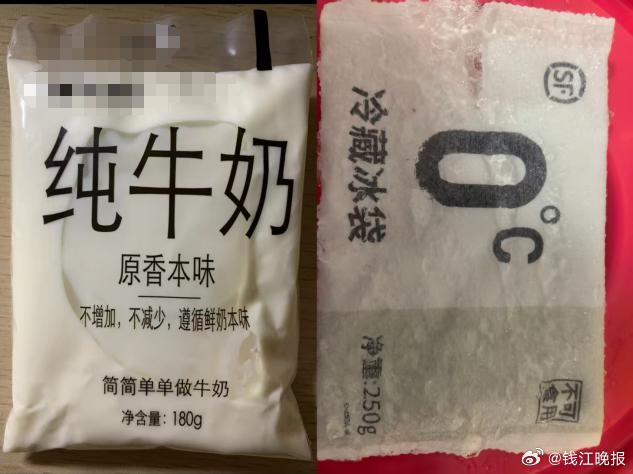 纯牛奶
原香本味
不增加，不减少，遵循鲜奶本味
简简单单做牛奶
净含量：180g
SF
0°C
冷藏冰袋
净重:250g
不可
食用
@钱江晚报